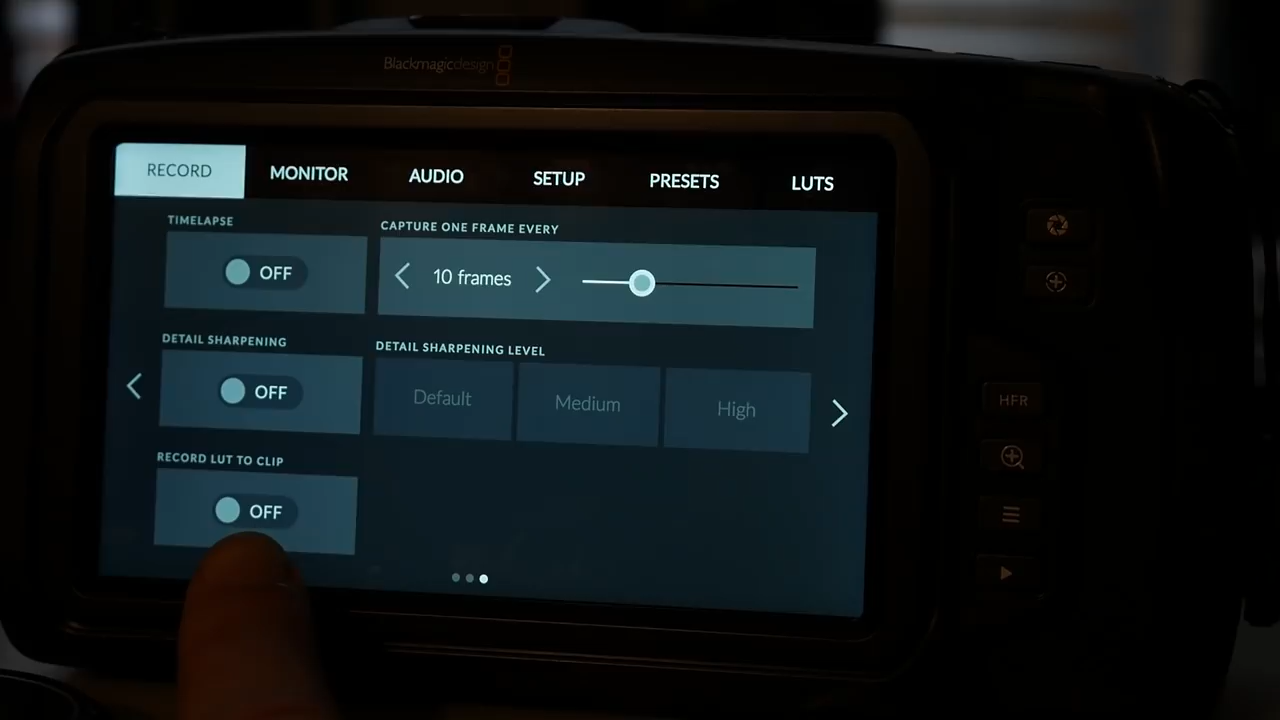 Blackmagicdesign
RECORD MONITOR AUDIO SETUP PRESETS LUTS
TIMELAPSE CAPTURE ONE FRAME EVERY
OFF 10 frames
DETAIL SHARPENING DETAIL SHARPENING LEVEL
OFF Default Medium High
RECORD LUT TO CLIP
OFF
HFR